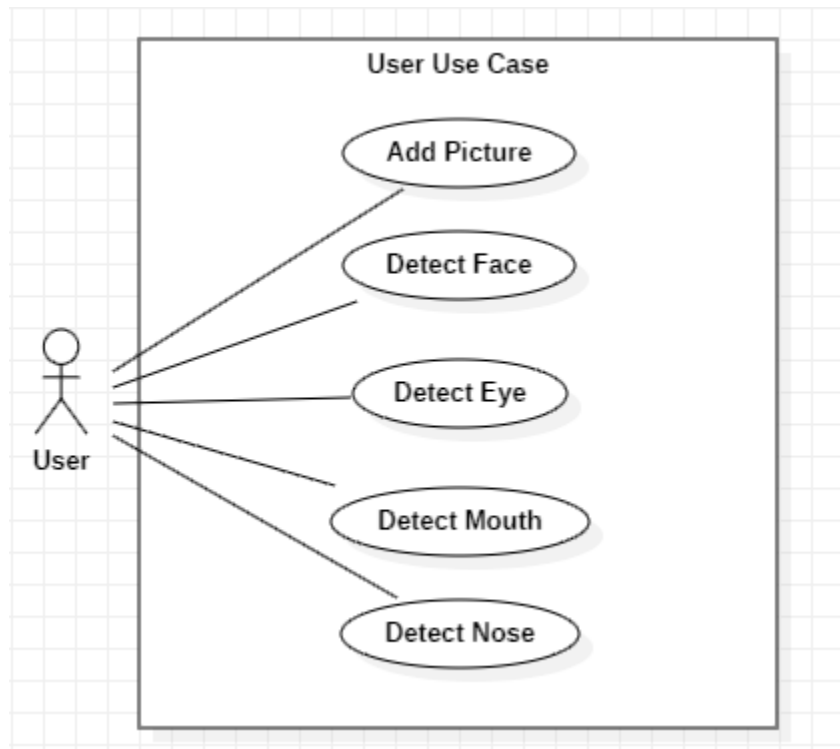 User Use Case
Add Picture
Detect Face
Detect Eye
User
Detect Mouth
Detect Nose